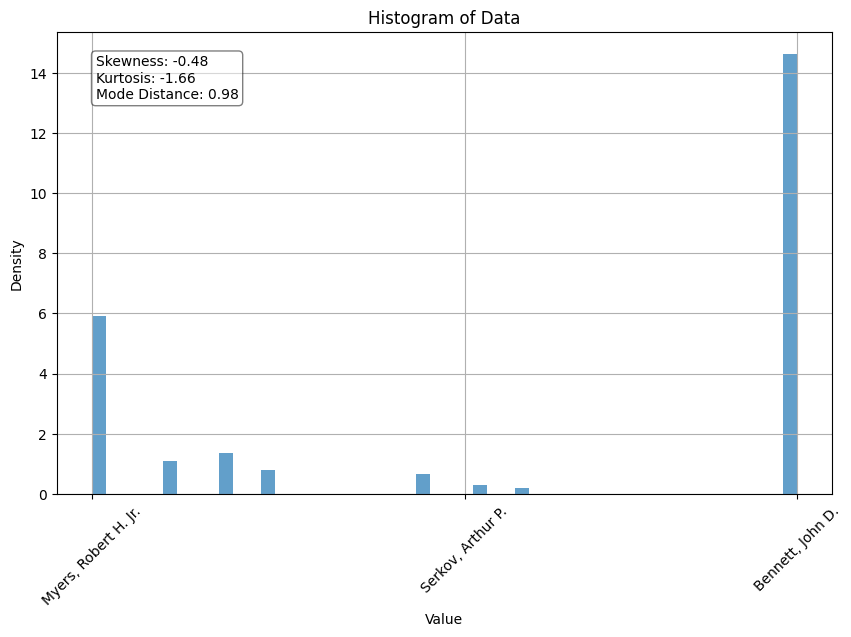 Histogram of Data
Skewness: -0.48
Kurtosis: -1.66
Mode Distance: 0.98
14
12
10
8
6
4
2
0
Density
Myers, Robert H. Jr.
Serkov, Arthur P.
Bennett, John D.
Value